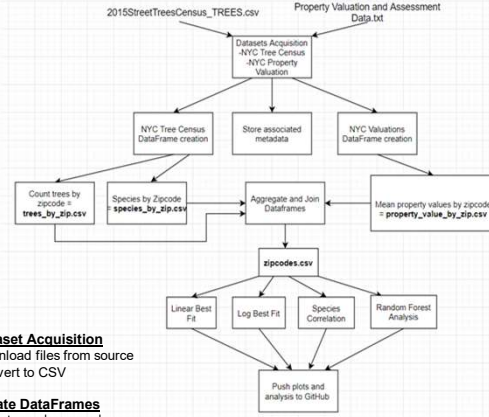 2015StreetTreesCensus_TREES.csv
Property Valuation and Assessment
Data.txt
Datasets Acquisition
-NYC Tree Census
-NYC Property
Valuation
NYC Tree Census
DataFrame creation
Store associated
metadata
NYC Valuations
DataFrame creation
Count trees by
zipcode =
trees_by_zip.csv
Species by Zipcode
= species_by_zip.csv
Aggregate and Join
Dataframes
Mean property values by zipcode
= property_value_by_zip.csv
zipcodes.csv
Linear Best
Fit
Log Best Fit
Species
Correlation
Random Forest
Analysis
Push plots and
analysis to GitHub
aset Acquisition
nload files from source
vert to CSV
ate DataFrames